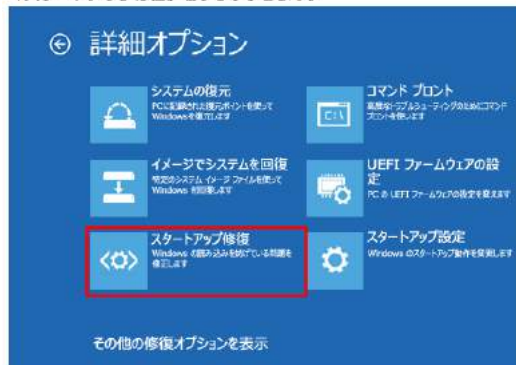 詳細オプション
システムの復元
PCに記録された復元ポイントを使って
Windowsを復元します
コマンド プロント
高度なトラブルシューティングのためにコマンド
プロントを使います
C:\
イメージでシステムを回復
特定のシステム イメージ ファイルを使って
Windows を回復します
UEFI ファームウェアの設
定
PC の UEFI ファームウェアの設定を変えます
スタートアップ修復
Windows の読み込みを妨げている問題を
修正します
スタートアップ設定
Windows のスタートアップ動作を変更します
その他の修復オプションを表示